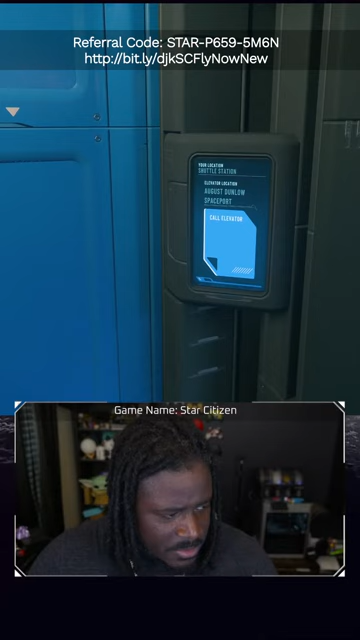 Referral Code: STAR-P659-5M6N
http://bit.ly/djkSCFlyNowNew
YOUR LOCATION
SHUTTLE STATION
ELEVATOR LOCATION
AUGUST DUNLOW
SPACEPORT
CALL ELEVATOR
Game Name: Star Citizen